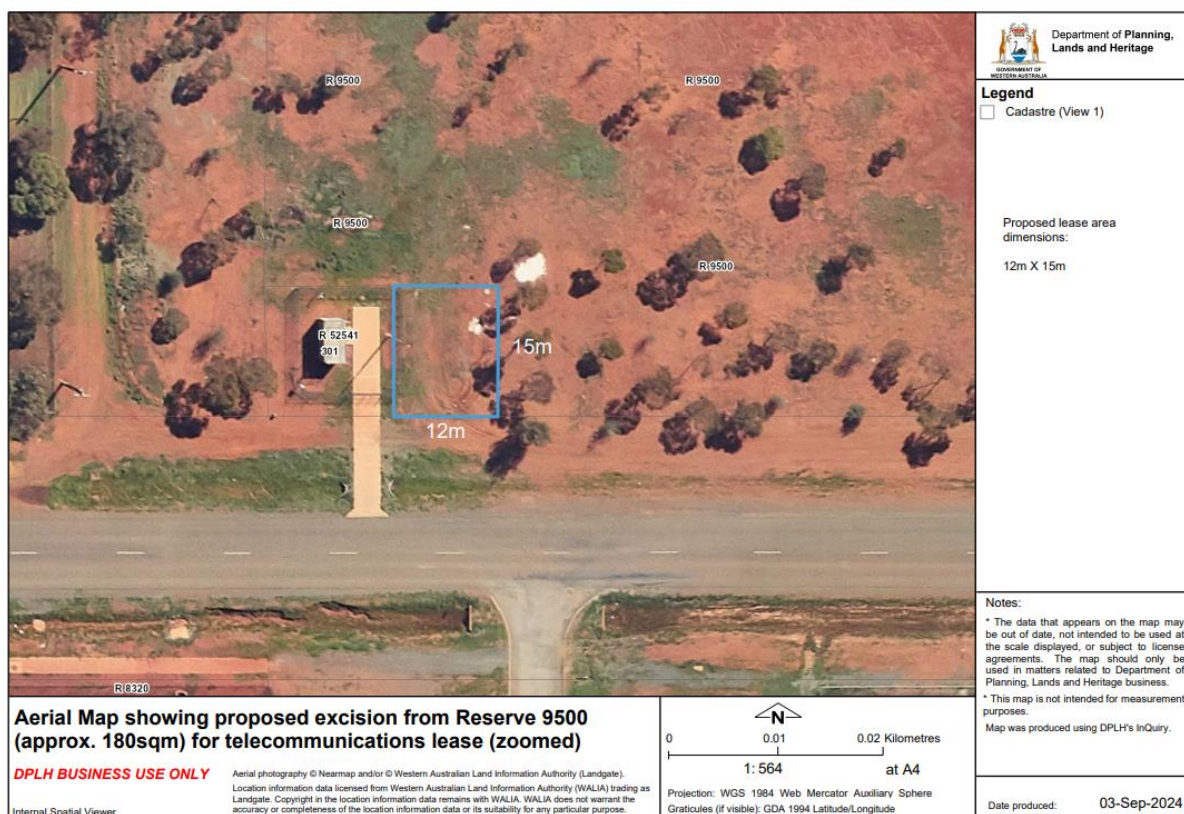 R 9500
R 9500
R 9500
R 9500
R 52541
301
15m
12m
R 8320
GOVERNMENT OF
WESTERN AUSTRALIA
Department of Planning,
Lands and Heritage
Legend
Cadastre (View 1)
Proposed lease area
dimensions:
12m X 15m
Notes:
* The data that appears on the map may
be out of date, not intended to be used at
the scale displayed, or subject to license
agreements. The map should only be
used in matters related to Department of
Planning, Lands and Heritage business.
* This map is not intended for measurement
purposes.
Map was produced using DPLH's InQuiry.
Date produced: 03-Sep-2024
Aerial Map showing proposed excision from Reserve 9500
(approx. 180sqm) for telecommunications lease (zoomed)
DPLH BUSINESS USE ONLY
Internal Spatial Viewer
Aerial photography © Nearmap and/or © Western Australian Land Information Authority (Landgate).
Location information data licensed from Western Australian Land Information Authority (WALIA) trading as
Landgate. Copyright in the location information data remains with WALIA. WALIA does not warrant the
accuracy or completeness of the location information data or its suitability for any particular purpose.
N
0 0.01 0.02 Kilometres
1: 564 at A4
Projection: WGS 1984 Web Mercator Auxiliary Sphere
Graticules (if visible): GDA 1994 Latitude/Longitude